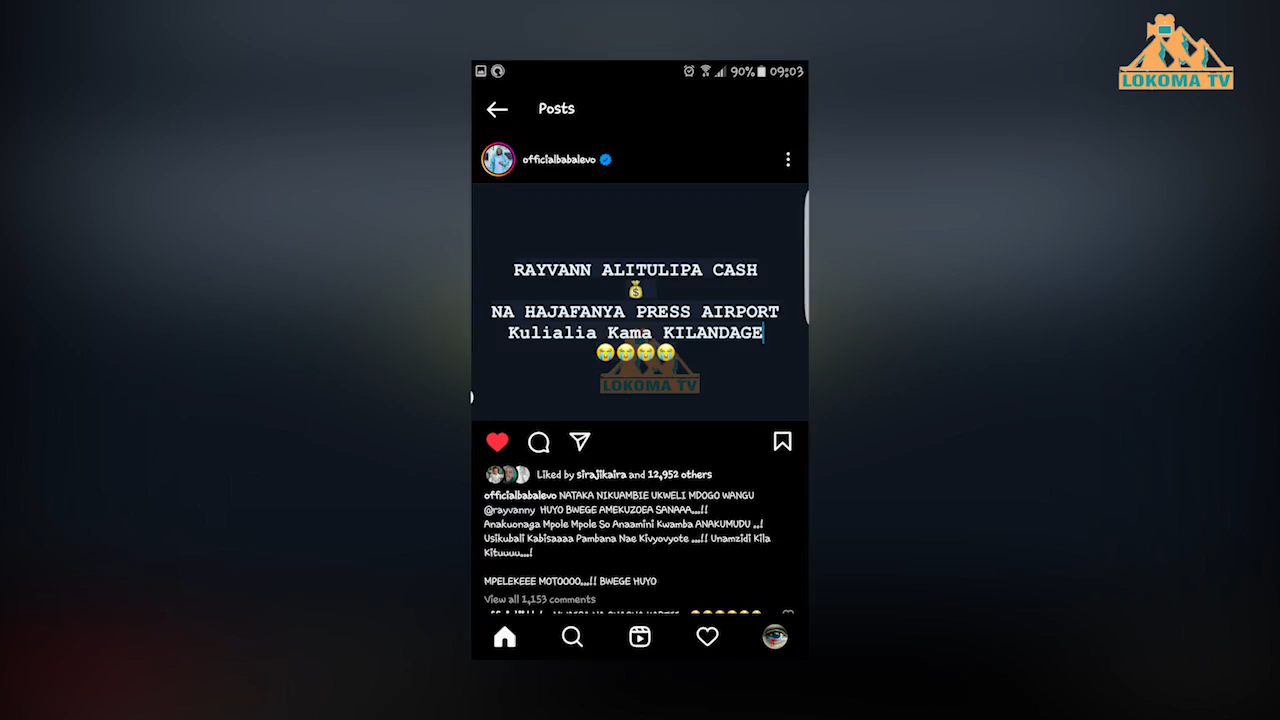 LOKOMA TV
90% 09:03
Posts
officialbabalevo
RAYVANN ALITULIPA CASH
NA HAJAFANYA PRESS AIRPORT
Kulialia Kama KILANDAGE
LOKOMA TV
Liked by sirajikaira and 12,952 others
officialbabalevo NATAKA NIKUAMBIE UKWELI MDOGO WANGU
@rayvanny HUYO BWEGE AMEKUZOEA SANAAA,,,!!
Anakuonaga Mpole Mpole So Anaamini Kwamba ANAKUMUDU ,,!
Usikubali Kabisaaaa Pambana Nae Kivyovyote ,,,!! Unamzidi Kila
Kituuuu,,,!
MPELEKEEE MOTOOOO,,,!! BWEGE HUYO
View all 1,153 comments